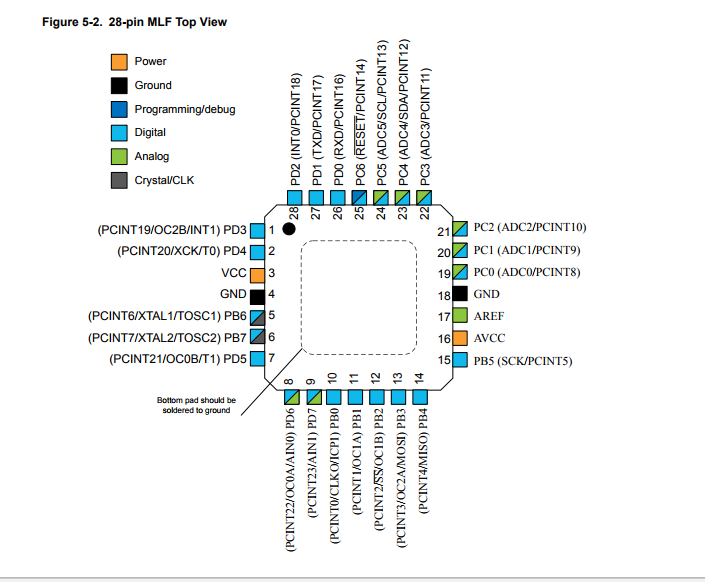 Figure 5-2. 28-pin MLF Top View
Power
Ground
Programming/debug
Digital
Analog
Crystal/CLK
PD2 (INT0/PCINT18)
PD1 (TXD/PCINT17)
PD0 (RXD/PCINT16)
PC6 (RESET/PCINT14)
PC5 (ADC5/SCL/PCINT13)
PC4 (ADC4/SDA/PCINT12)
PC3 (ADC3/PCINT11)
28
27
26
25
24
23
22
(PCINT19/OC2B/INT1) PD3 1
(PCINT20/XCK/T0) PD4 2
VCC 3
GND 4
(PCINT6/XTAL1/TOSC1) PB6 5
(PCINT7/XTAL2/TOSC2) PB7 6
(PCINT21/OC0B/T1) PD5 7
21 PC2 (ADC2/PCINT10)
20 PC1 (ADC1/PCINT9)
19 PC0 (ADC0/PCINT8)
18 GND
17 AREF
16 AVCC
15 PB5 (SCK/PCINT5)
8
9
10
11
12
13
14
Bottom pad should be
soldered to ground
(PCINT22/OC0A/AIN0) PD6
(PCINT23/AIN1) PD7
(PCINT0/CLKO/ICP1) PB0
(PCINT1/OC1A) PB1
(PCINT2/SS/OC1B) PB2
(PCINT3/OC2A/MOSI) PB3
(PCINT4/MISO) PB4